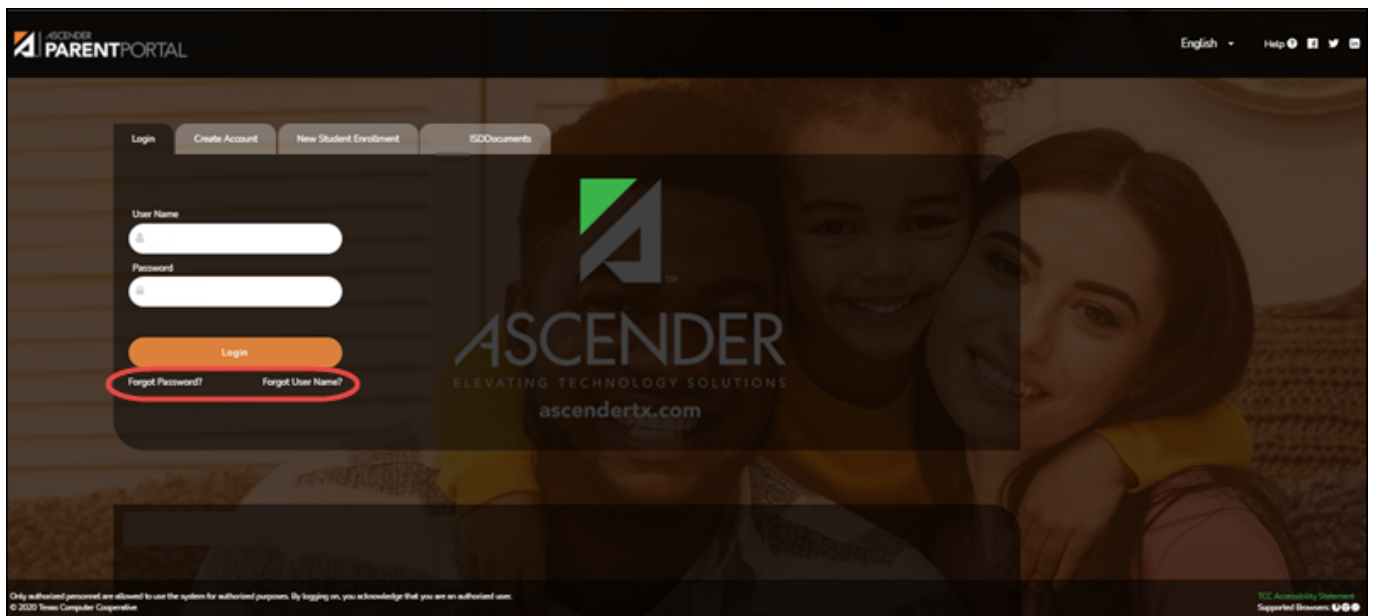 ASCENDER
PARENTPORTAL
English
Help
Login Create Account New Student Enrollment ISDDocuments
User Name
Password
Login
Forgot Password? Forgot User Name?
TM
ASCENDER
ELEVATING TECHNOLOGY SOLUTIONS
ascendertx.com
Only authorized personnel are allowed to use the system for authorized purposes. By logging on, you acknowledge that you are an authorized user.
© 2020 Texas Computer Cooperative
TCC Accessibility Statement
Supported Browsers: